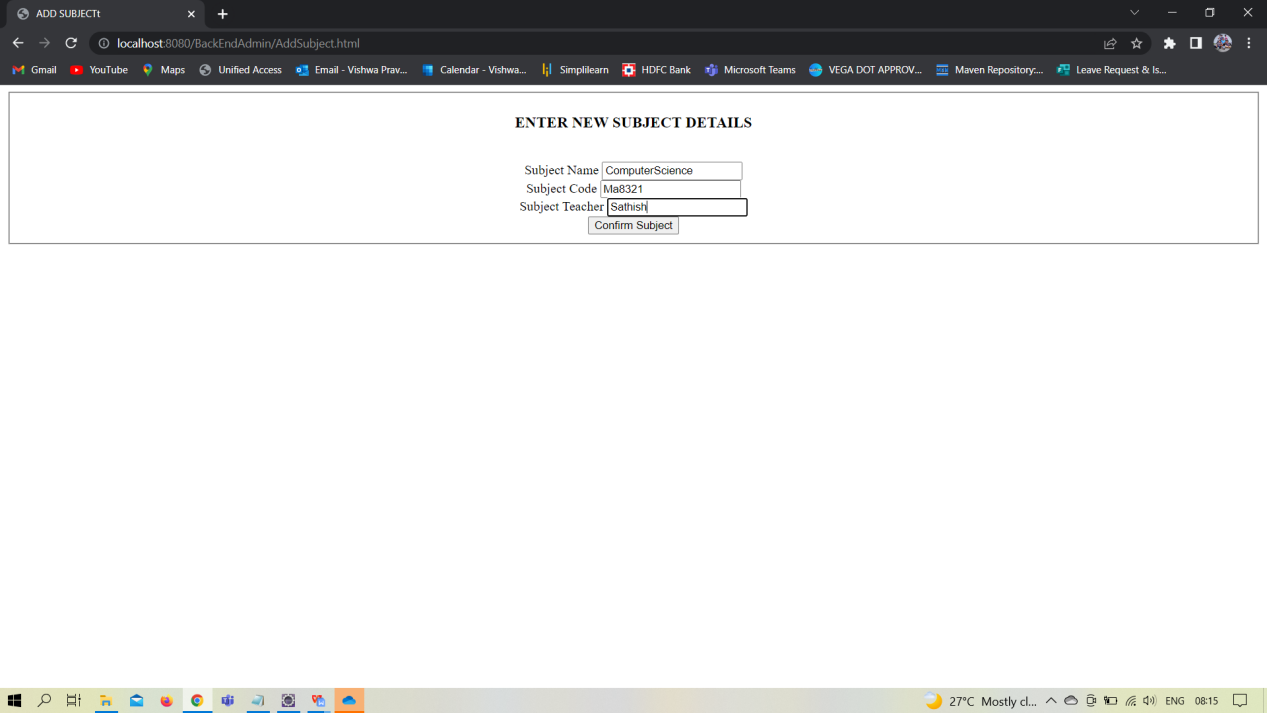 ADD SUBJECTt
localhost:8080/BackEndAdmin/AddSubject.html
Gmail YouTube Maps Unified Access Email - Vishwa Prav... Calendar - Vishwa... Simplilearn HDFC Bank Microsoft Teams VEGA DOT APPROV... Maven Repository:... Leave Request & Is...
ENTER NEW SUBJECT DETAILS
Subject Name ComputerScience
Subject Code Ma8321
Subject Teacher Sathish
Confirm Subject
27°C Mostly cl... ENG 08:15